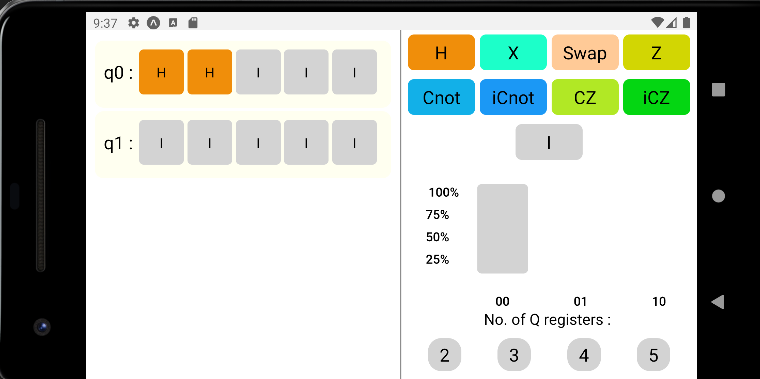 9:37
q0 : H H I I I
q1 : I I I I I
H X Swap Z
Cnot iCnot CZ iCZ
I
100%
75%
50%
25%
00 01 10
No. of Q registers :
2 3 4 5